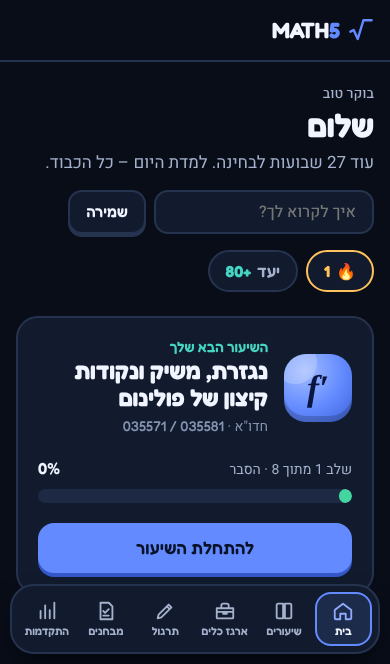 MATH5
בוקר טוב
שלום
עוד 27 שבועות לבחינה. למדת היום – כל הכבוד.
איך לקרוא לך?
שמירה
🔥 1
יעד 80+
השיעור הבא שלך
נגזרת, משיק ונקודות
קיצון של פולינום
חדו"א · 035581 / 035571
f'
שלב 1 מתוך 8 · הסבר
0%
להתחלת השיעור
בית
שיעורים
ארגז כלים
תרגול
מבחנים
התקדמות